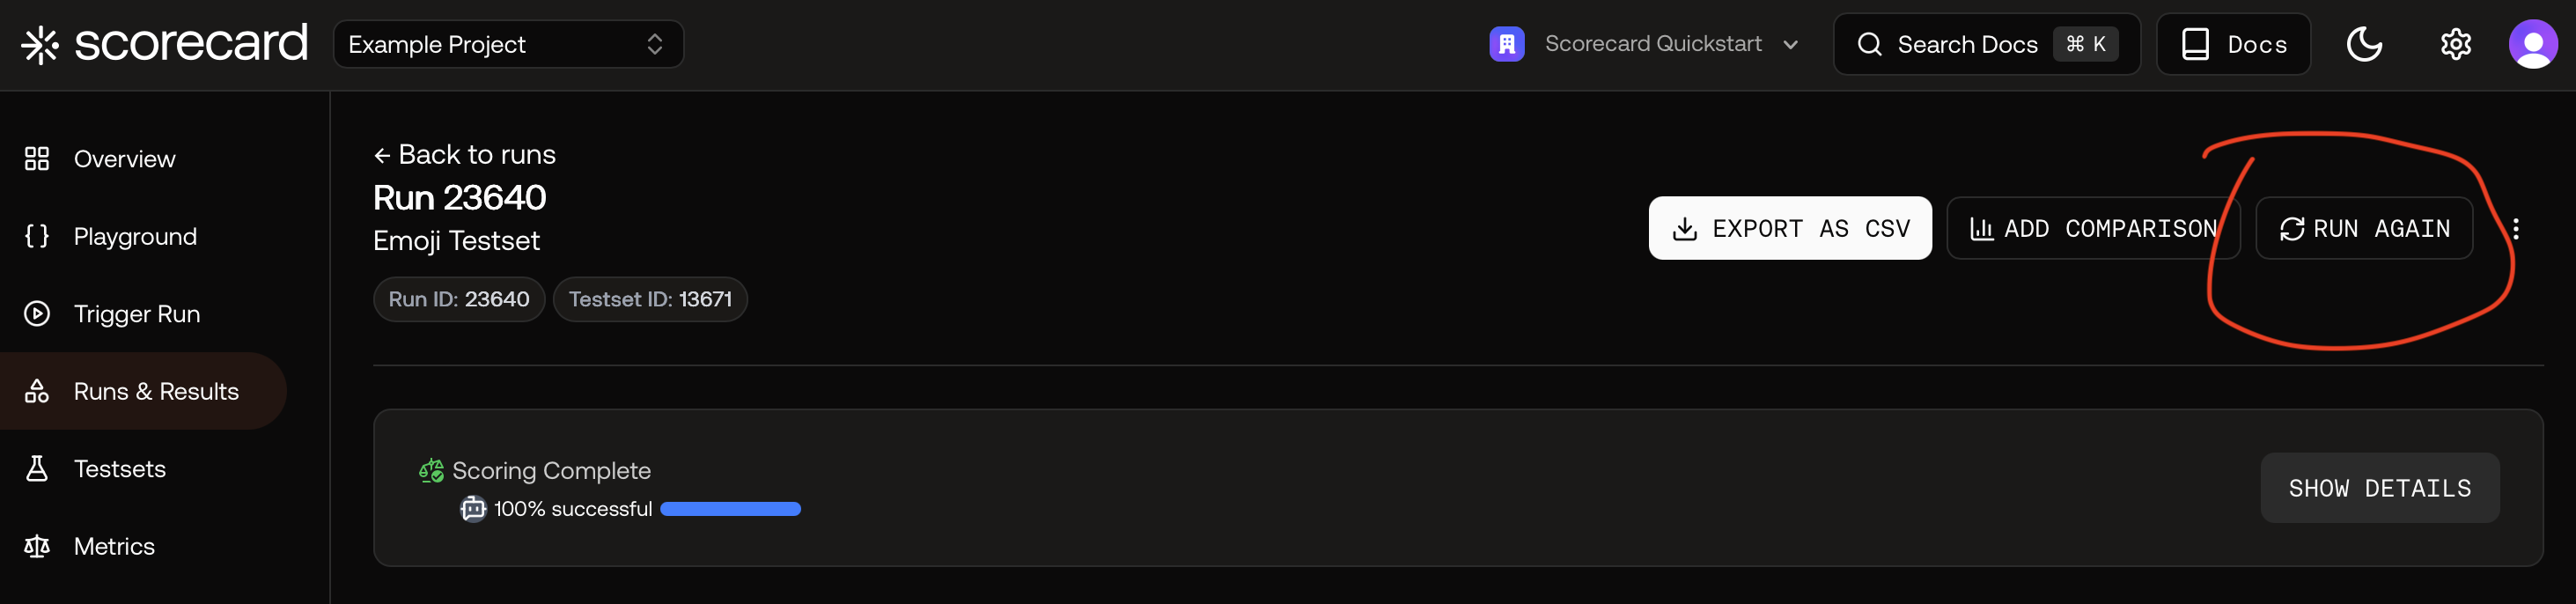 scorecard
Example Project
Scorecard Quickstart
Search Docs ⌘ K
Docs
Overview
Playground
Trigger Run
Runs & Results
Testsets
Metrics
← Back to runs
Run 23640
Emoji Testset
Run ID: 23640
Testset ID: 13671
EXPORT AS CSV
ADD COMPARISON
RUN AGAIN
Scoring Complete
100% successful
SHOW DETAILS